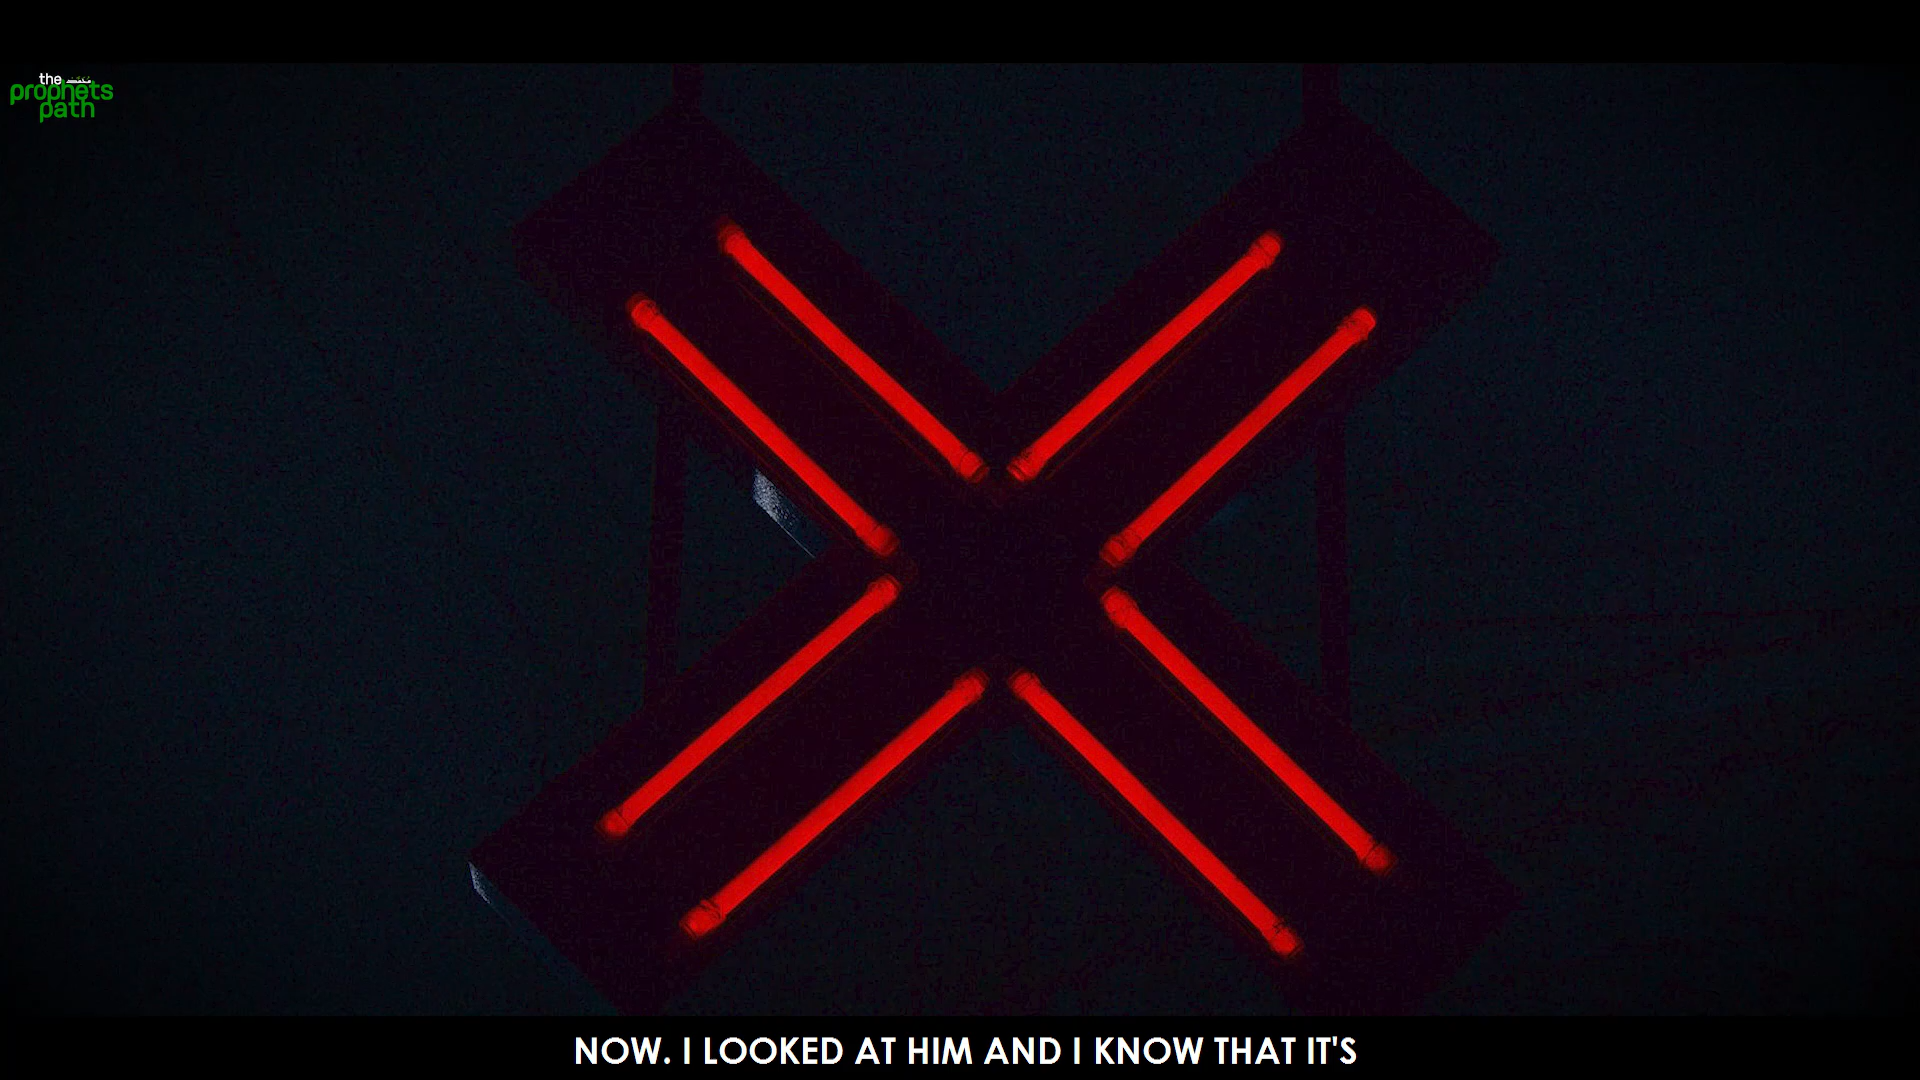 the
prophets
path
NOW. I LOOKED AT HIM AND I KNOW THAT IT'S